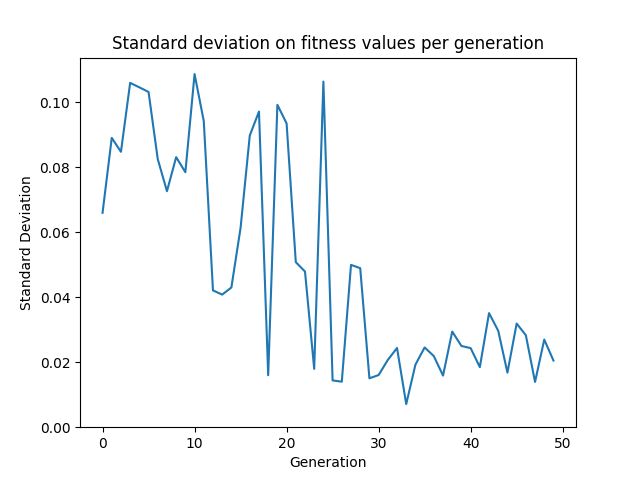 Standard deviation on fitness values per generation
Standard Deviation
0.10
0.08
0.06
0.04
0.02
0.00
0 10 20 30 40 50
Generation